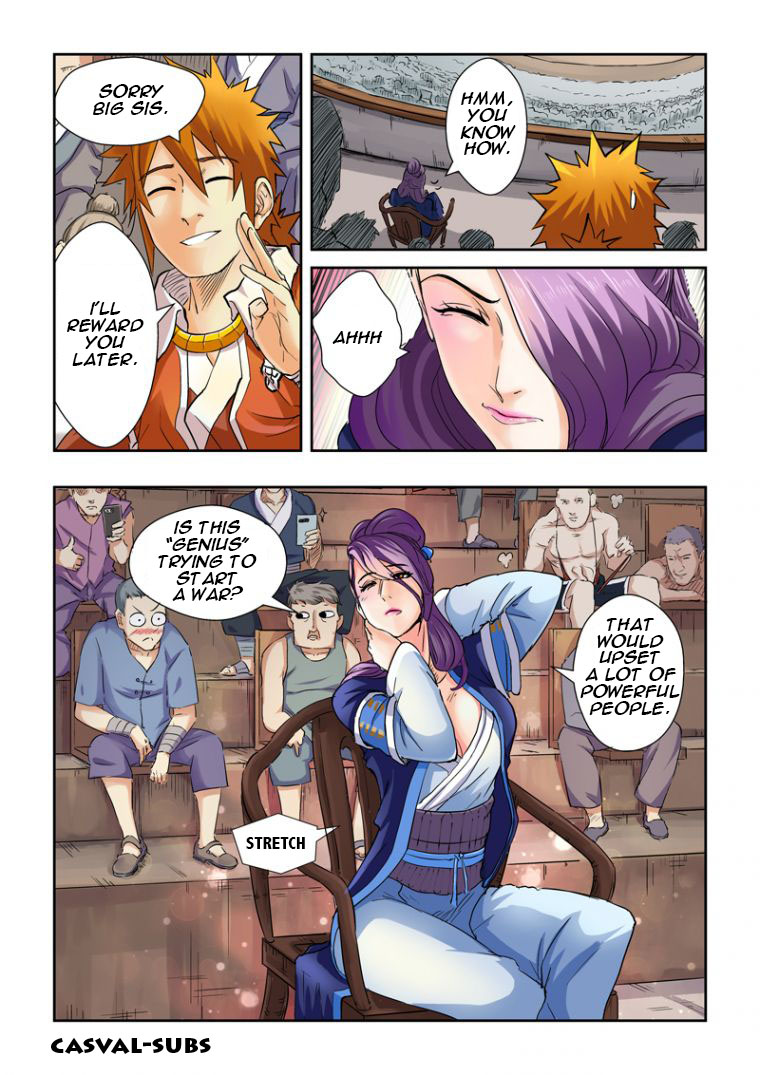 SORRY
BIG SIS.
I'LL
REWARD
YOU
LATER.
HMM,
YOU
KNOW
HOW.
AHHH
IS THIS
"GENIUS"
TRYING TO
START
A WAR?
THAT
WOULD
UPSET
A LOT OF
POWERFUL
PEOPLE.
STRETCH
CASVAL-SUBS